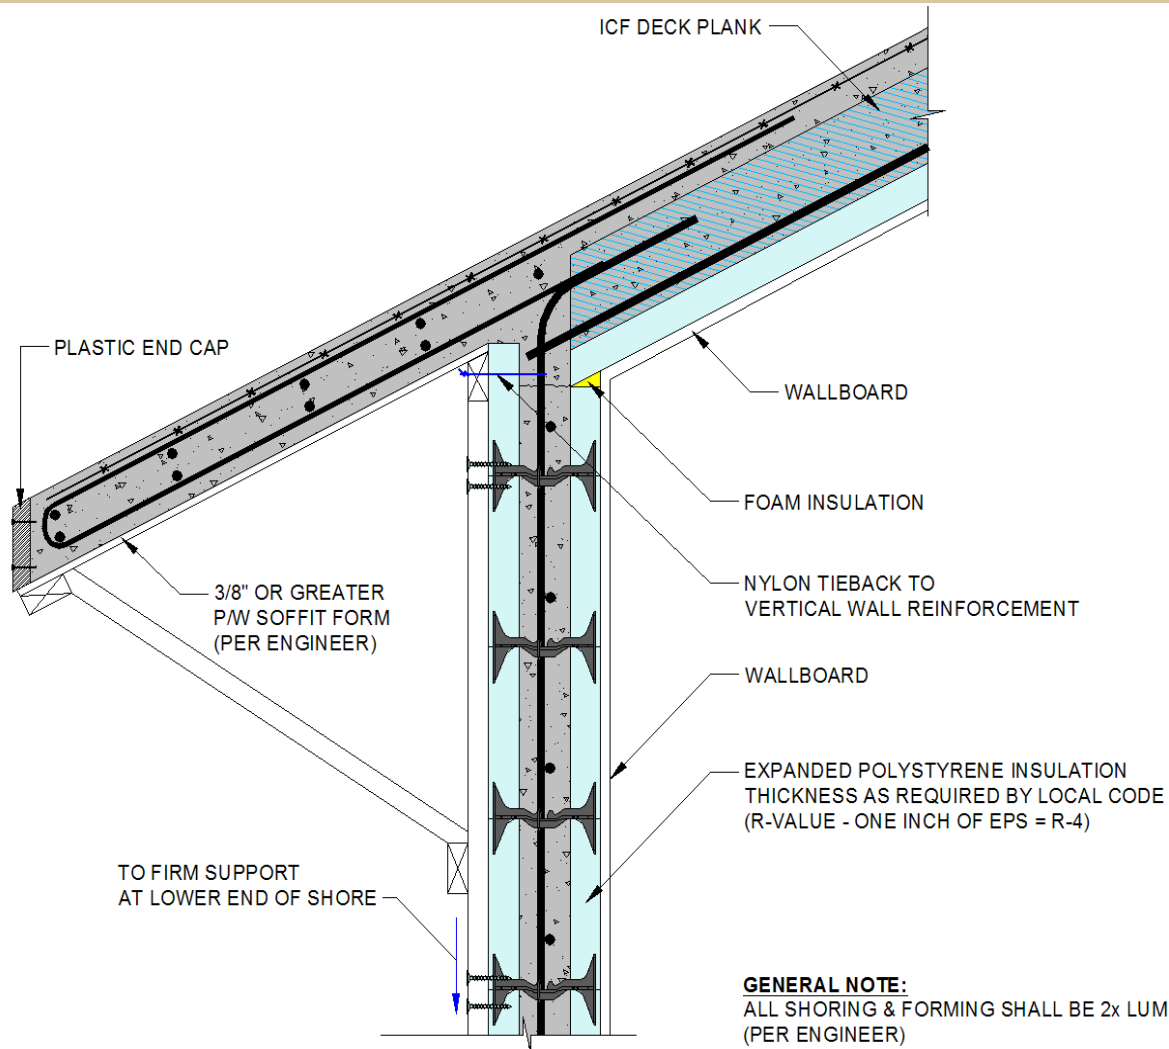 ICF DECK PLANK
PLASTIC END CAP
WALLBOARD
FOAM INSULATION
3/8" OR GREATER
P/W SOFFIT FORM
(PER ENGINEER)
NYLON TIEBACK TO
VERTICAL WALL REINFORCEMENT
WALLBOARD
EXPANDED POLYSTYRENE INSULATION
THICKNESS AS REQUIRED BY LOCAL CODE
(R-VALUE - ONE INCH OF EPS = R-4)
TO FIRM SUPPORT
AT LOWER END OF SHORE
GENERAL NOTE:
ALL SHORING & FORMING SHALL BE 2x LUM
(PER ENGINEER)